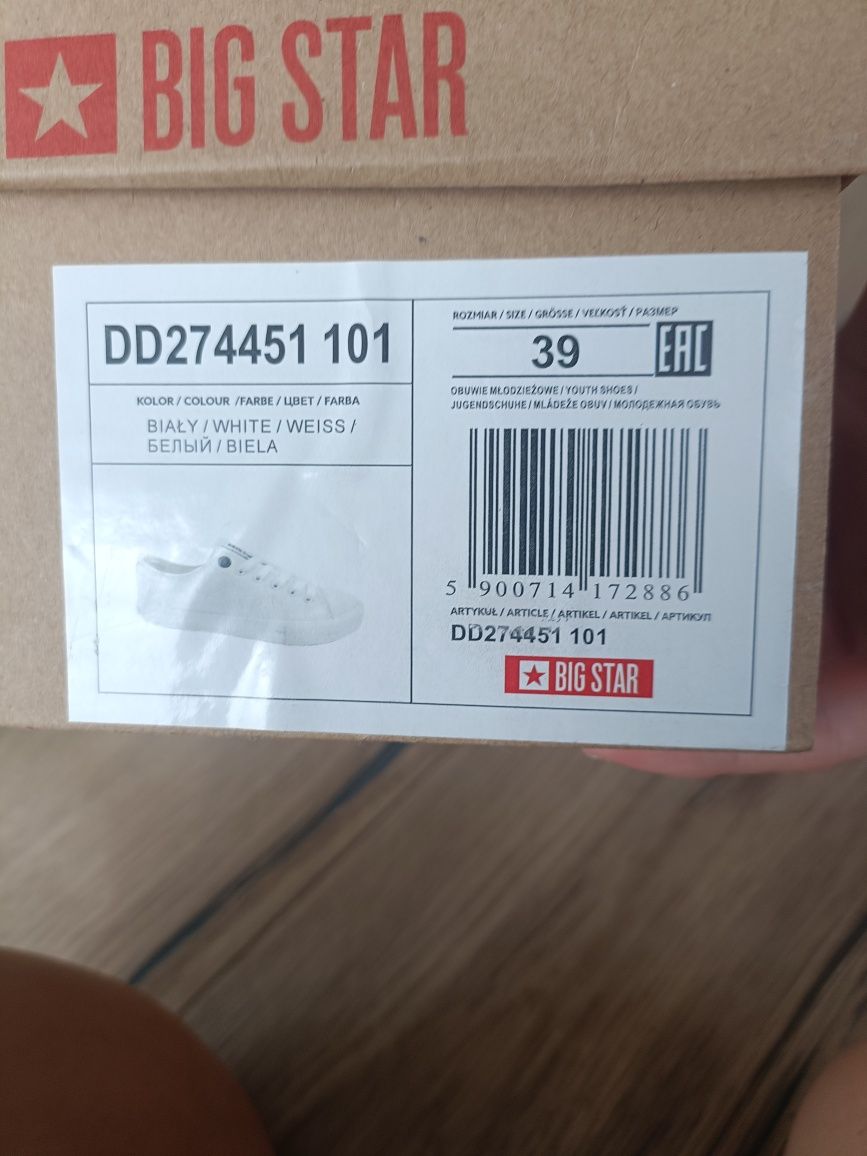 BIG STAR
DD274451 101
KOLOR / COLOUR /FARBE / ЦВЕТ / FARBA
BIAŁY / WHITE / WEISS /
БЕЛЫЙ / BIELA
ROZMIAR / SIZE / GRÖSSE / VEĽKOSŤ / РАЗМЕР
39
EAC
OBUWIE MŁODZIEŻOWE / YOUTH SHOES /
JUGENDSCHUHE / MLÁDEŽE OBUV / МОЛОДЕЖНАЯ ОБУВЬ
5 900714 172886
ARTYKUŁ / ARTICLE / ARTIKEL / ARTIKEL / АРТИКУЛ
DD274451 101
BIG STAR